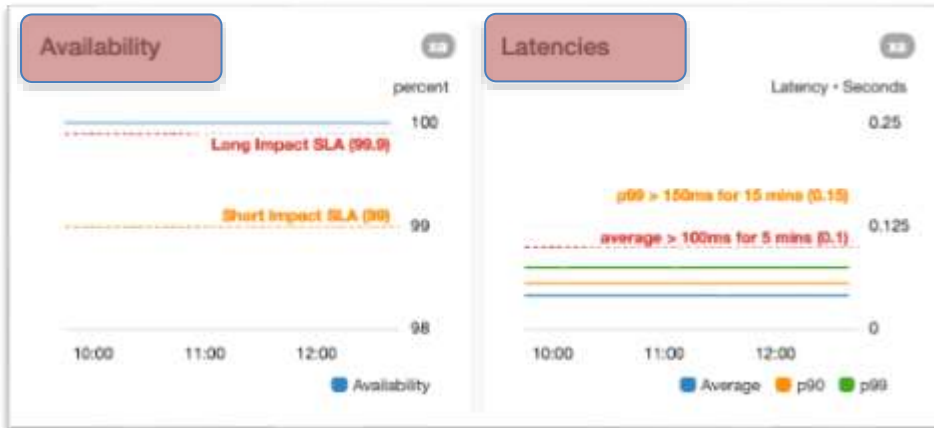 Availability
percent
100
Long Impact SLA (99.9)
Short Impact SLA (99)
99
98
10:00 11:00 12:00
Availability
Latencies
Latency • Seconds
0.25
p99 > 150ms for 15 mins (0.15)
0.125
average > 100ms for 5 mins (0.1)
0
10:00 11:00 12:00
Average p90 p99